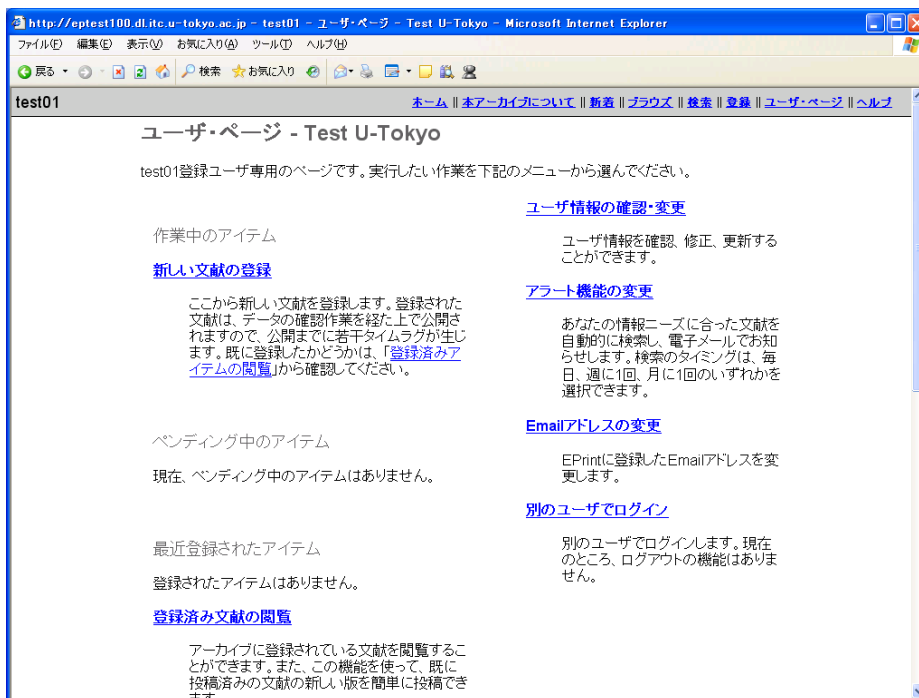 http://eptest100.dl.itc.u-tokyo.ac.jp - test01 - ユーザ・ページ - Test U-Tokyo - Microsoft Internet Explorer
ファイル(F) 編集(E) 表示(V) お気に入り(A) ツール(T) ヘルプ(H)
戻る 検索 お気に入り
test01
ホーム || 本アーカイブについて || 新着 || ブラウズ || 検索 || 登録 || ユーザ・ページ || ヘルプ
ユーザ・ページ - Test U-Tokyo
test01登録ユーザ専用のページです。実行したい作業を下記のメニューから選んでください。
作業中のアイテム
新しい文献の登録
ここから新しい文献を登録します。登録された
文献は、データの確認作業を経た上で公開さ
れますので、公開までに若干タイムラグが生じ
ます。既に登録したかどうかは、「登録済みア
イテムの閲覧」から確認してください。
ペンディング中のアイテム
現在、ペンディング中のアイテムはありません。
最近登録されたアイテム
登録されたアイテムはありません。
登録済み文献の閲覧
アーカイブに登録されている文献を閲覧するこ
とができます。また、この機能を使って、既に
投稿済みの文献の新しい版を簡単に投稿でき
ます。
ユーザ情報の確認・変更
ユーザ情報を確認、修正、更新する
ことができます。
アラート機能の変更
あなたの情報ニーズに合った文献を
自動的に検索し、電子メールでお知
らせします。検索のタイミングは、毎
日、週に1回、月に1回のいずれかを
選択できます。
Emailアドレスの変更
EPrintに登録したEmailアドレスを変
更します。
別のユーザでログイン
別のユーザでログインします。現在
のところ、ログアウトの機能はありま
せん。